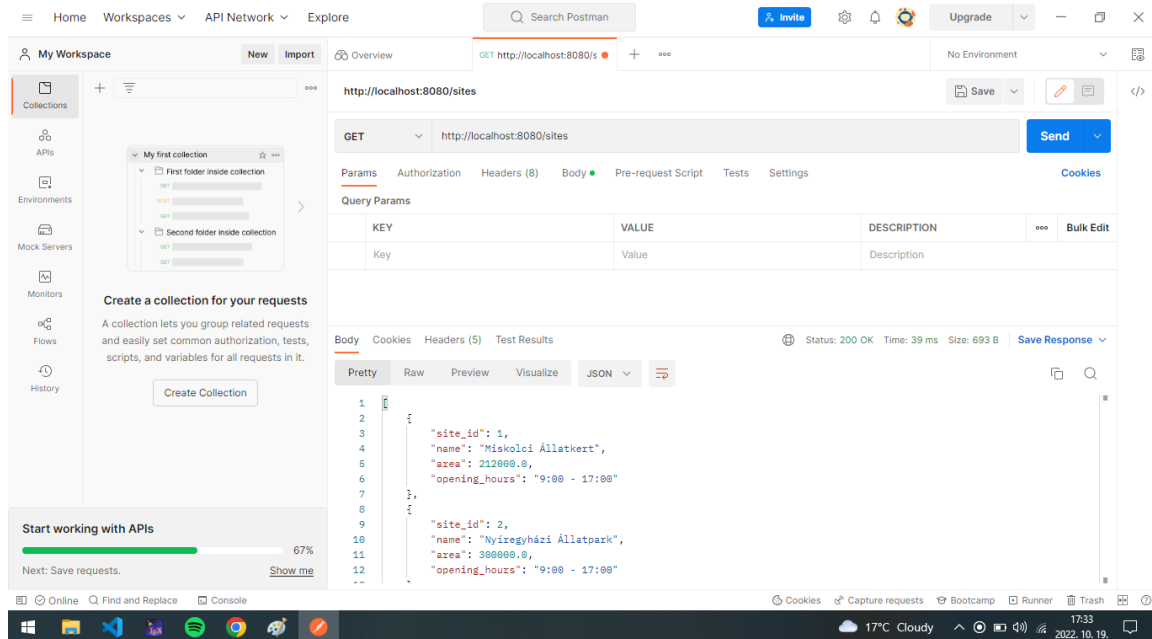 Home Workspaces API Network Explore Search Postman Invite Upgrade
My Workspace New Import Overview GET http://localhost:8080/s No Environment
Collections
APIs
Environments
Mock Servers
Monitors
Flows
History
My first collection
First folder inside collection
GET
POST
GET
Second folder inside collection
GET
GET
Create a collection for your requests
A collection lets you group related requests
and easily set common authorization, tests,
scripts, and variables for all requests in it.
Create Collection
Start working with APIs
67%
Next: Save requests. Show me
http://localhost:8080/sites Save
GET http://localhost:8080/sites Send
Params Authorization Headers (8) Body Pre-request Script Tests Settings Cookies
Query Params
KEY VALUE DESCRIPTION Bulk Edit
Key Value Description
Body Cookies Headers (5) Test Results Status: 200 OK Time: 39 ms Size: 693 B Save Response
Pretty Raw Preview Visualize JSON
1 [
2 {
3 "site_id": 1,
4 "name": "Miskolci Állatkert",
5 "area": 212000.0,
6 "opening_hours": "9:00 - 17:00"
7 },
8 {
9 "site_id": 2,
10 "name": "Nyíregyházi Állatpark",
11 "area": 300000.0,
12 "opening_hours": "9:00 - 17:00"
Online Find and Replace Console Cookies Capture requests Bootcamp Runner Trash
17°C Cloudy 17:33
2022. 10. 19.